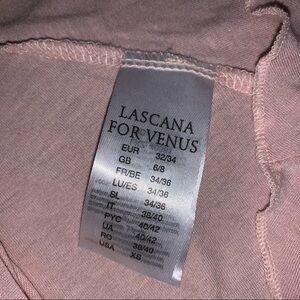 LASCANA
FOR VENUS
EUR 32/34
GB 6/8
FR/BE 34/36
LU/ES 34/36
SL 34/36
IT 38/40
PYC 40/42
UA 40/42
RO 38/40
USA XS